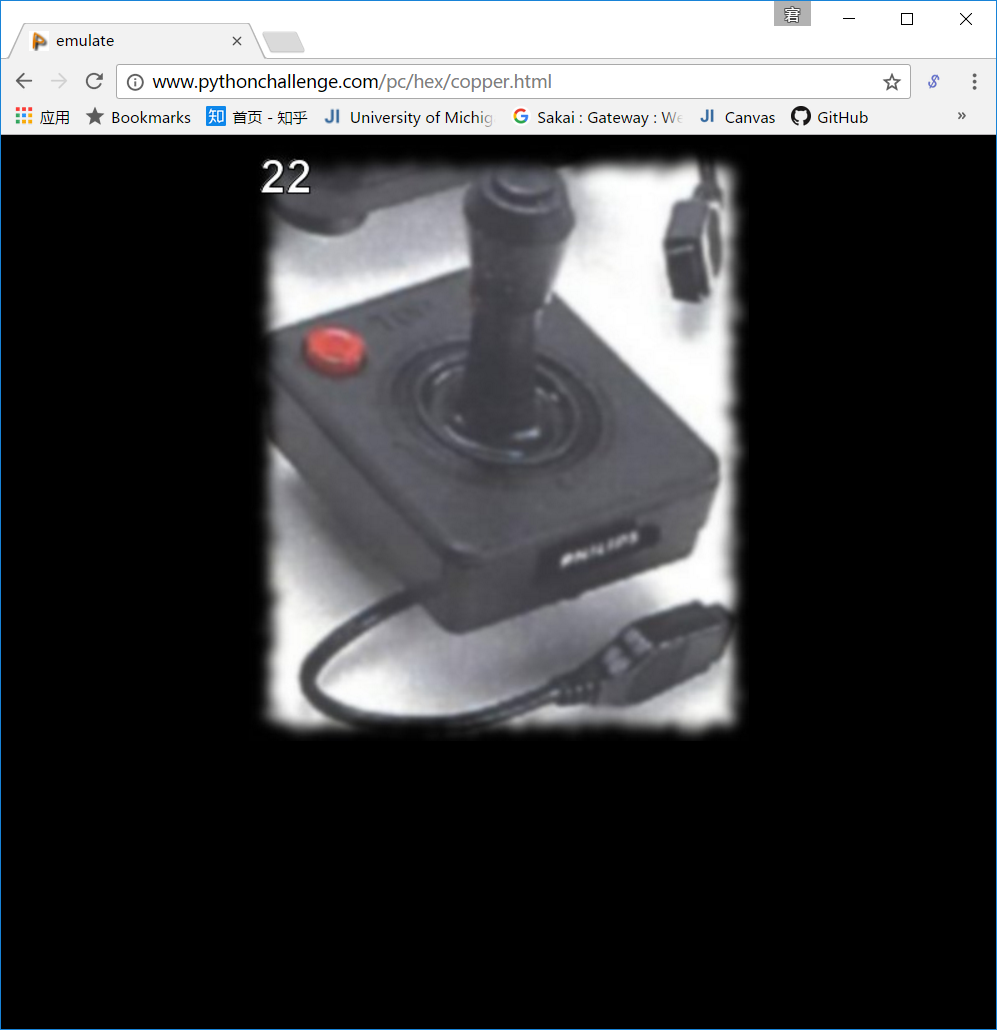 宭
emulate
www.pythonchallenge.com/pc/hex/copper.html
应用 Bookmarks 知 首页 - 知乎 JI University of Michig G Sakai : Gateway : We JI Canvas GitHub »
22
PHILIPS